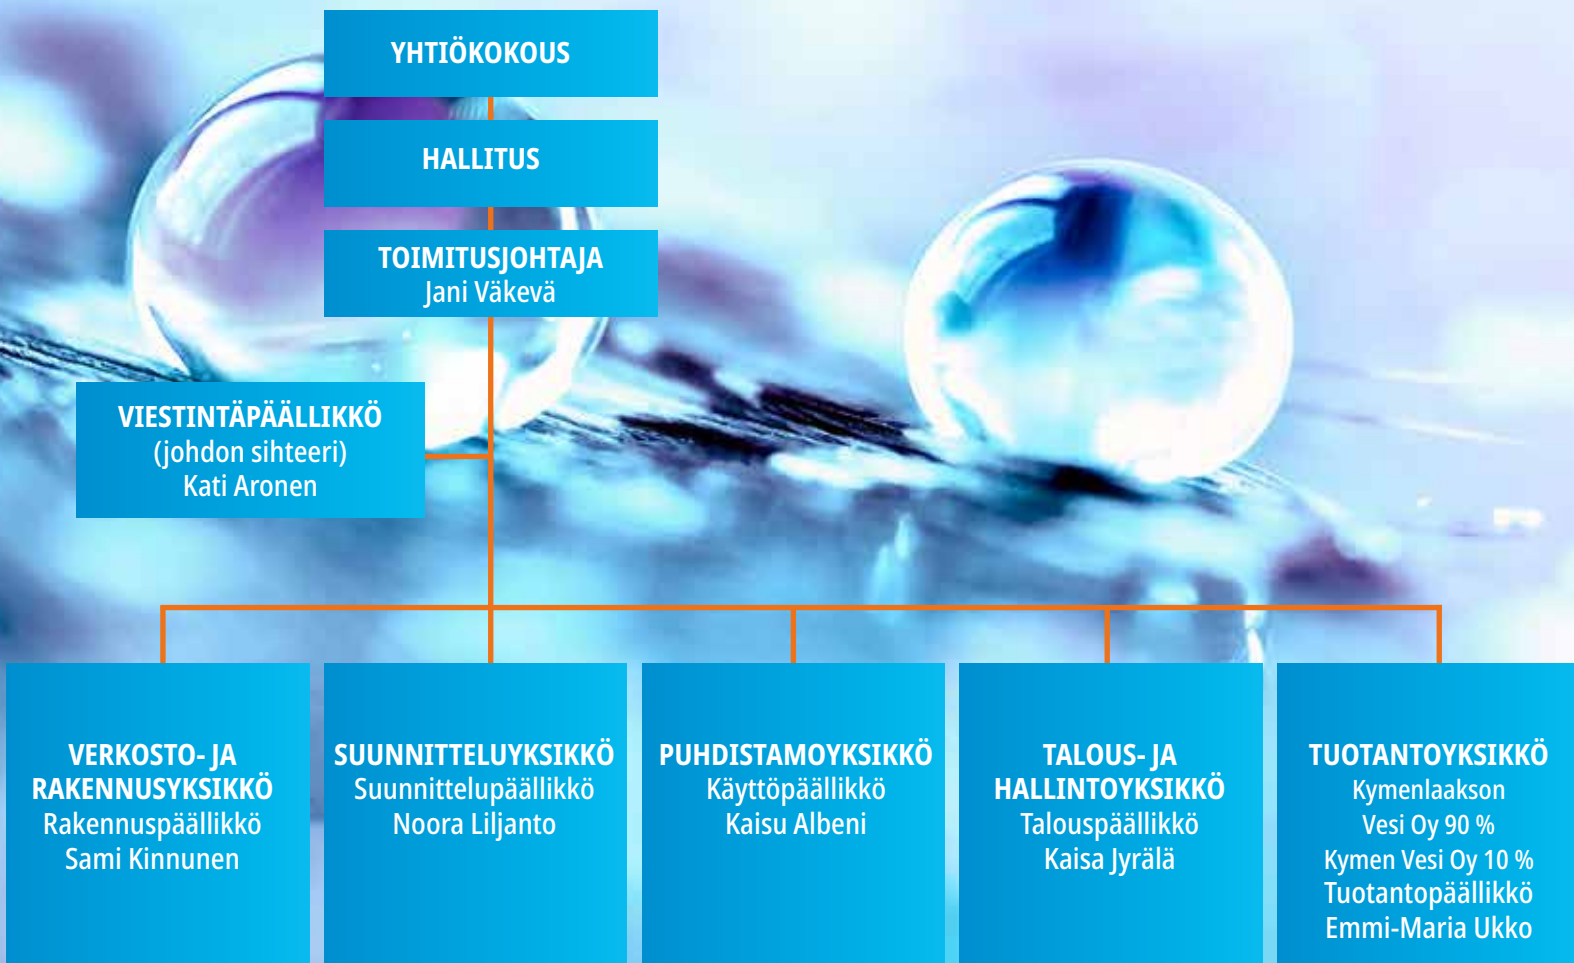 YHTIÖKOKOUS
HALLITUS
TOIMITUSJOHTAJA
Jani Väkevä
VIESTINTÄPÄÄLLIKKÖ
(johdon sihteeri)
Kati Aronen
VERKOSTO- JA
RAKENNUSYKSIKKÖ
Rakennuspäällikkö
Sami Kinnunen
SUUNNITTELUYKSIKKÖ
Suunnittelupäällikkö
Noora Liljanto
PUHDISTAMOYKSIKKÖ
Käyttöpäällikkö
Kaisu Albeni
TALOUS- JA
HALLINTOYKSIKKÖ
Talouspäällikkö
Kaisa Jyrälä
TUOTANTOYKSIKKÖ
Kymenlaakson
Vesi Oy 90 %
Kymen Vesi Oy 10 %
Tuotantopäällikkö
Emmi-Maria Ukko